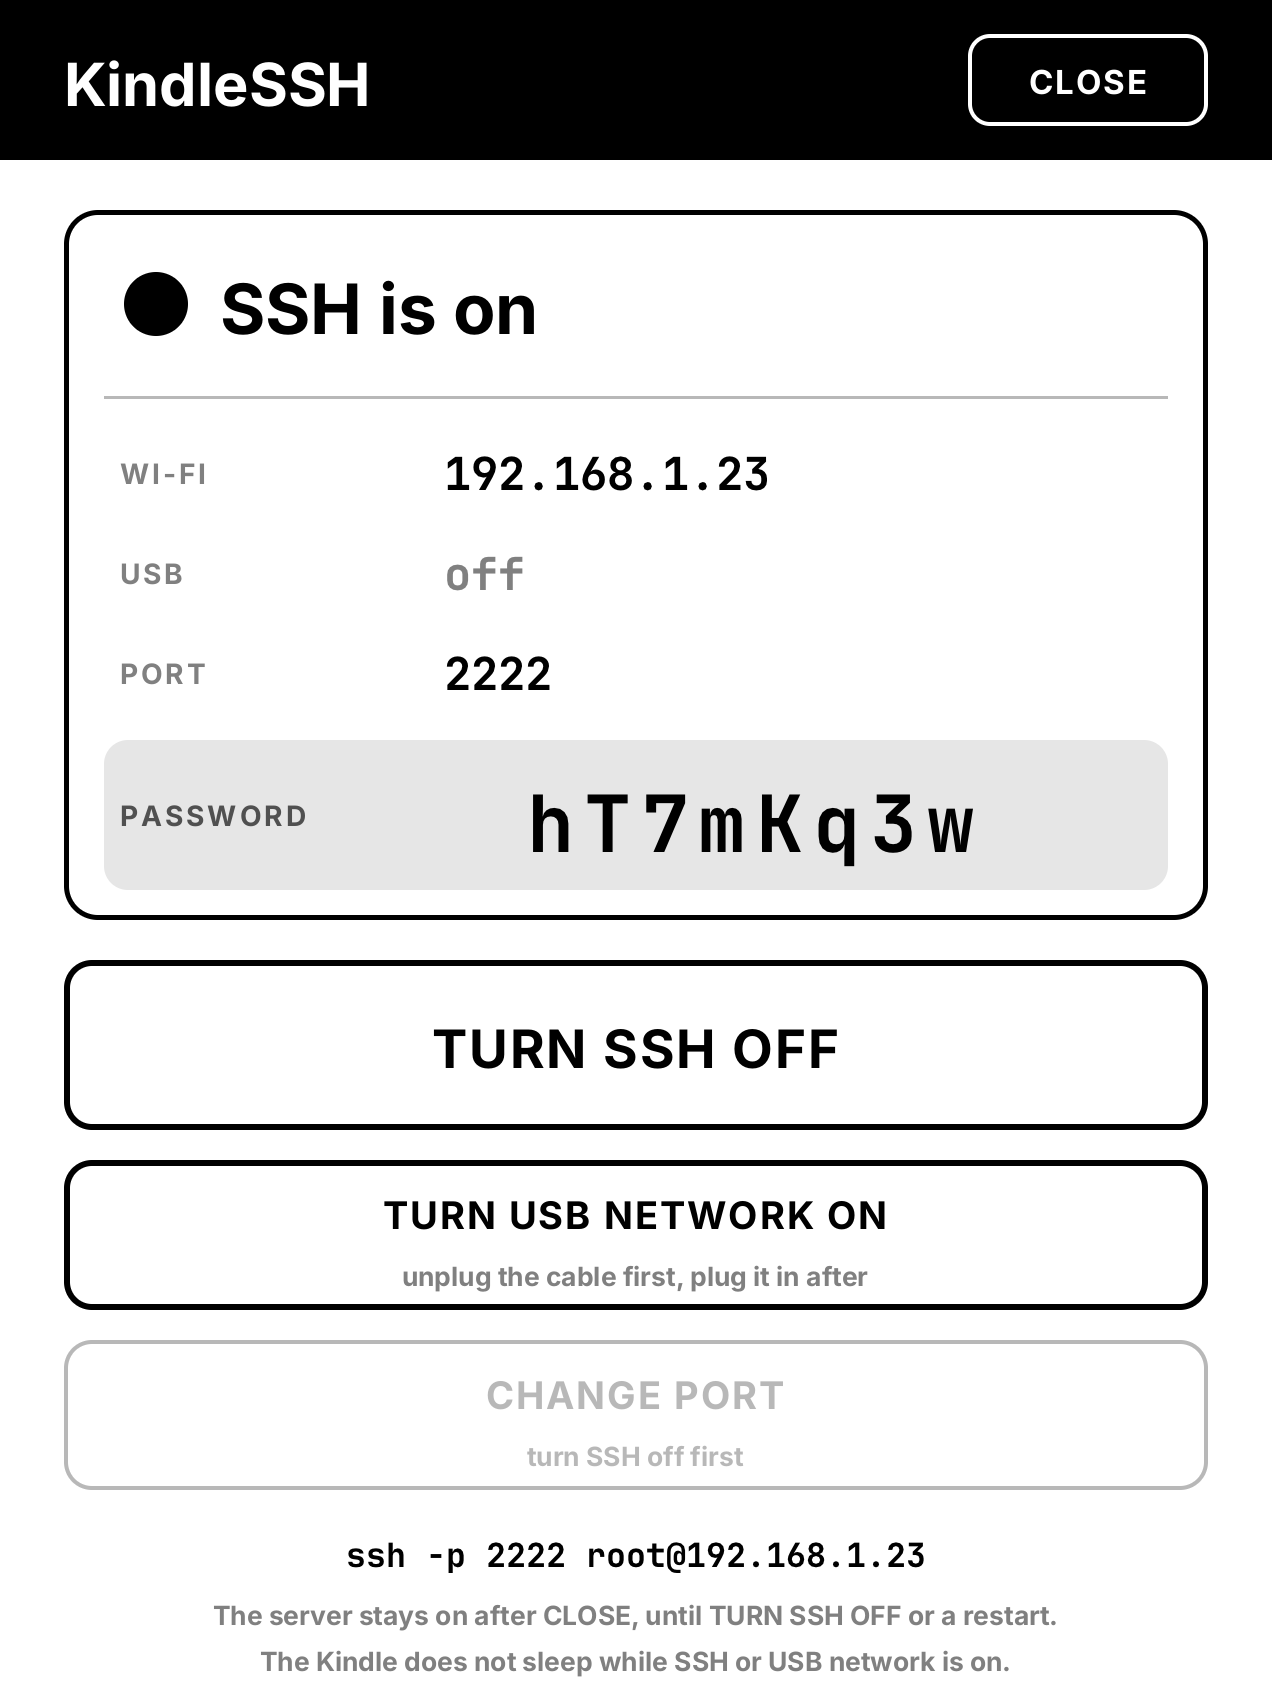 KindleSSH
CLOSE
SSH is on
WI-FI 192.168.1.23
USB off
PORT 2222
PASSWORD hT7mKq3w
TURN SSH OFF
TURN USB NETWORK ON
unplug the cable first, plug it in after
CHANGE PORT
turn SSH off first
ssh -p 2222 root@192.168.1.23
The server stays on after CLOSE, until TURN SSH OFF or a restart.
The Kindle does not sleep while SSH or USB network is on.